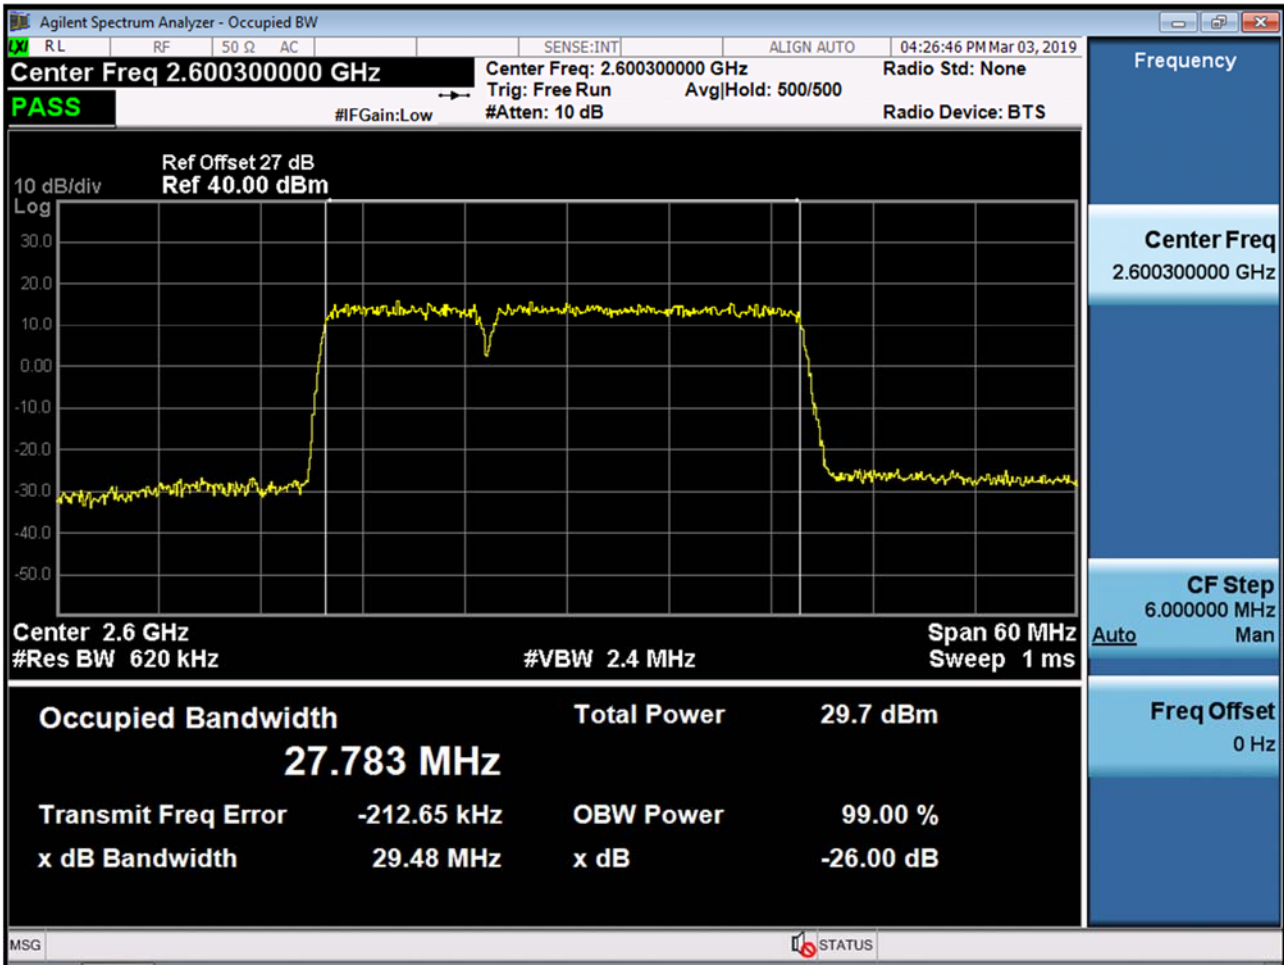 Agilent Spectrum Analyzer - Occupied BW
LXI RL RF 50 Ω AC SENSE:INT ALIGN AUTO 04:26:46 PM Mar 03, 2019
Center Freq 2.600300000 GHz
Center Freq: 2.600300000 GHz Radio Std: None
Trig: Free Run Avg|Hold: 500/500
PASS
#IFGain:Low #Atten: 10 dB Radio Device: BTS
Ref Offset 27 dB
10 dB/div Ref 40.00 dBm
Log
30.0
20.0
10.0
0.00
-10.0
-20.0
-30.0
-40.0
-50.0
Center 2.6 GHz Span 60 MHz
#Res BW 620 kHz #VBW 2.4 MHz Sweep 1 ms
Occupied Bandwidth Total Power 29.7 dBm
27.783 MHz
Transmit Freq Error -212.65 kHz OBW Power 99.00 %
x dB Bandwidth 29.48 MHz x dB -26.00 dB
MSG STATUS
Frequency
Center Freq
2.600300000 GHz
CF Step
6.000000 MHz
Auto Man
Freq Offset
0 Hz